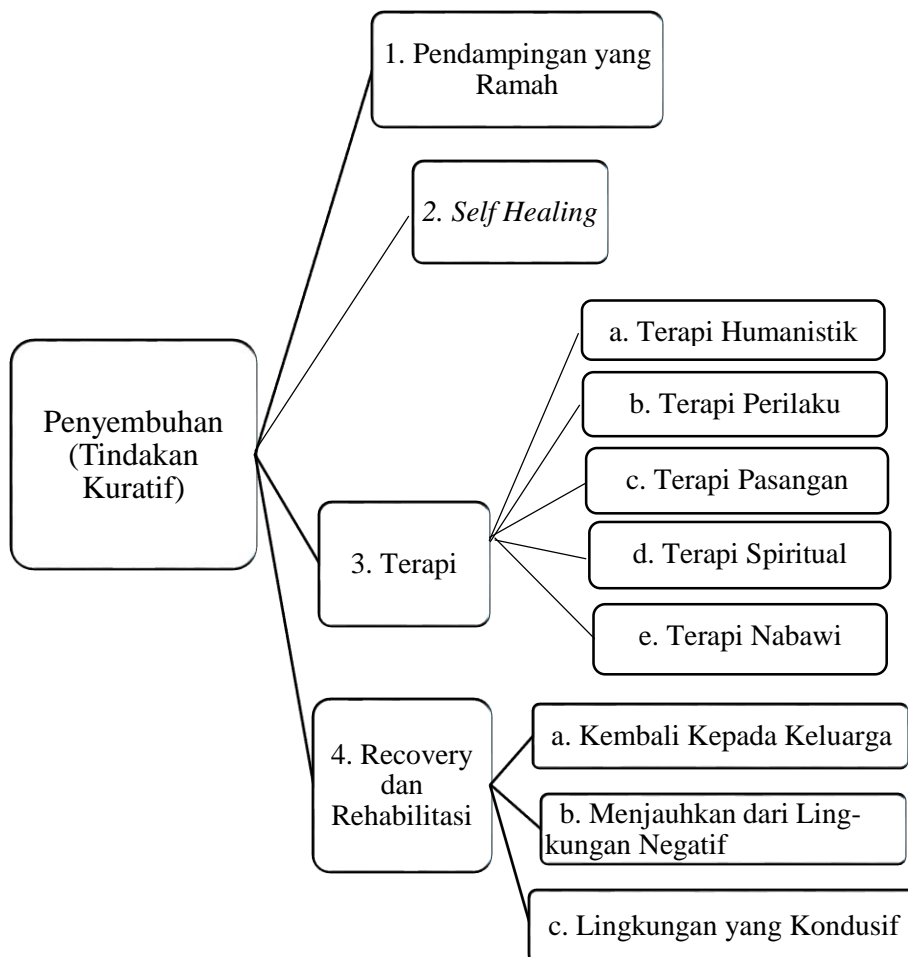 1. Pendampingan yang
Ramah
2. Self Healing
Penyembuhan
(Tindakan
Kuratif)
3. Terapi
a. Terapi Humanistik
b. Terapi Perilaku
c. Terapi Pasangan
d. Terapi Spiritual
e. Terapi Nabawi
4. Recovery
dan
Rehabilitasi
a. Kembali Kepada Keluarga
b. Menjauhkan dari Ling-
kungan Negatif
c. Lingkungan yang Kondusif